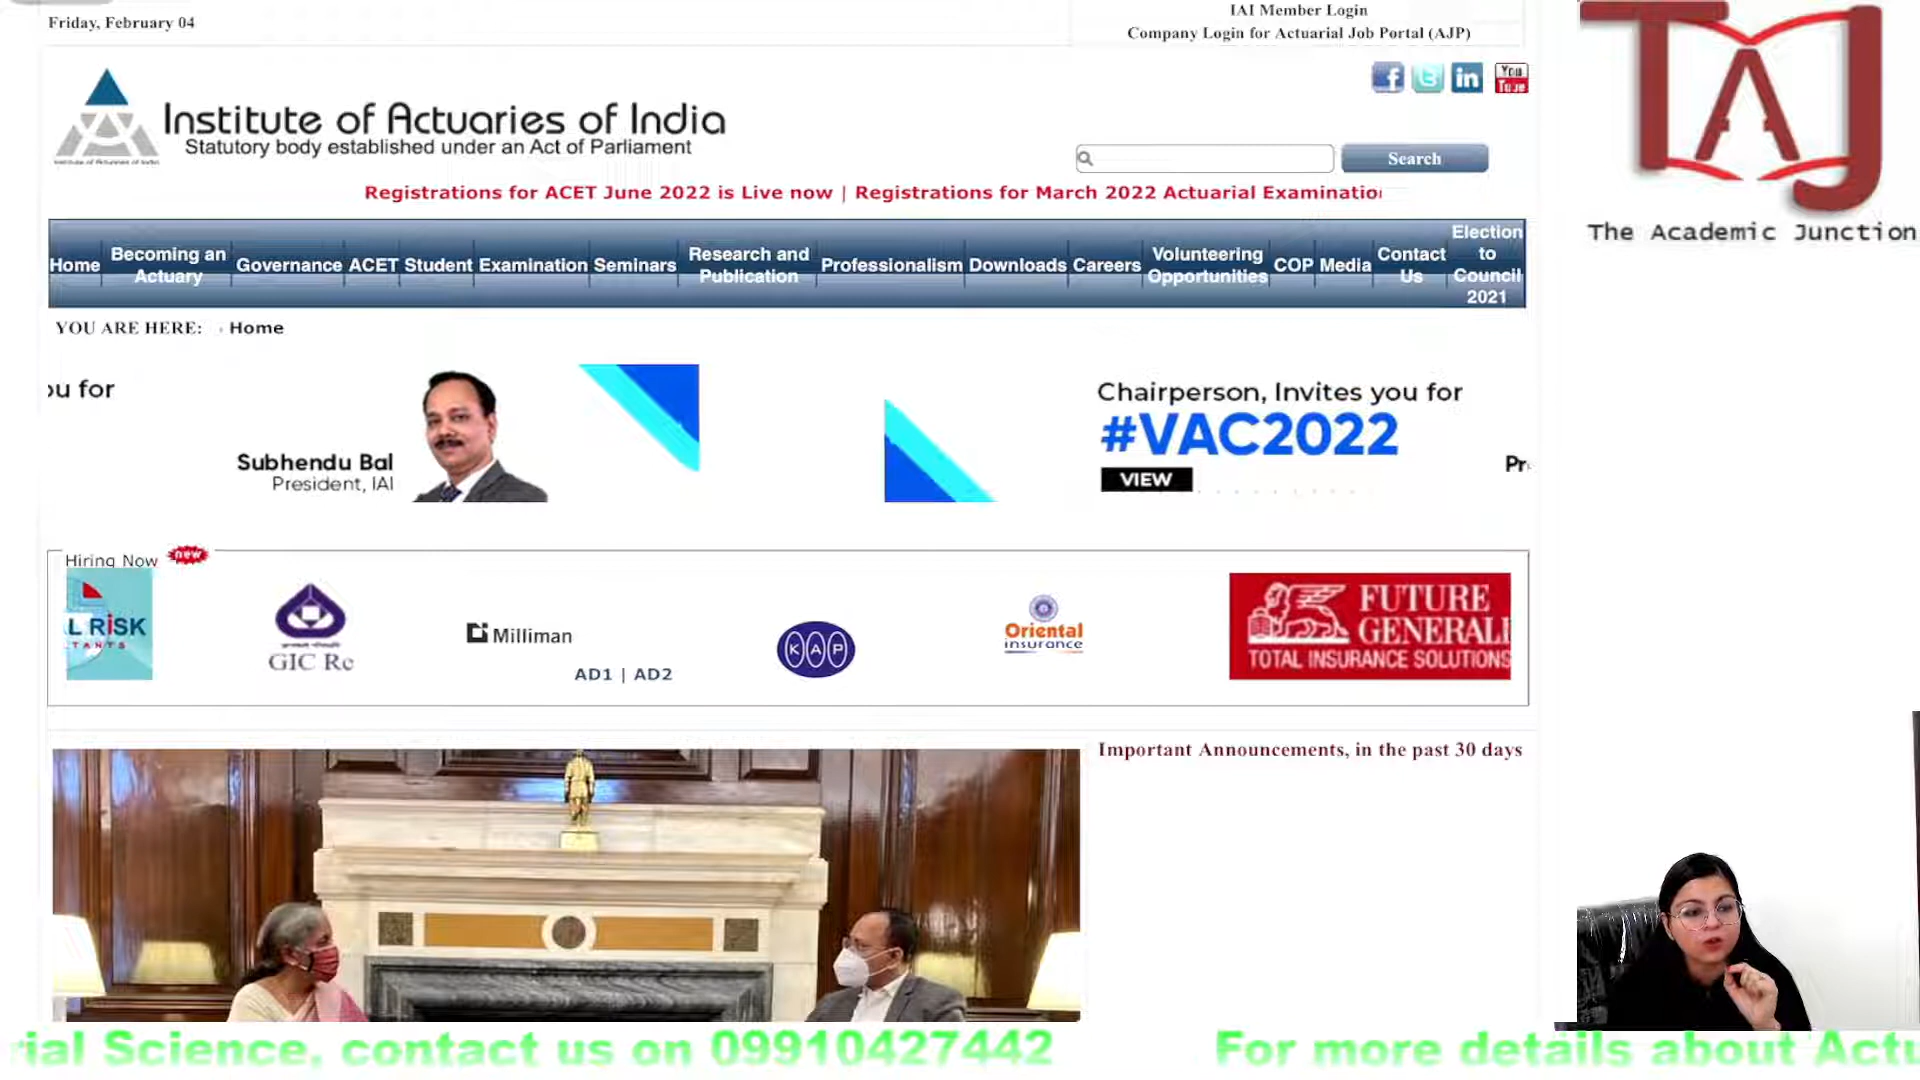 Friday, February 04
IAI Member Login
Company Login for Actuarial Job Portal (AJP)
Institute of Actuaries of India
Statutory body established under an Act of Parliament
Search
Registrations for ACET June 2022 is Live now | Registrations for March 2022 Actuarial Examinatio
Home
Becoming an Actuary
Governance
ACET
Student
Examination
Seminars
Research and Publication
Professionalism
Downloads
Careers
Volunteering Opportunities
COP
Media
Contact Us
Election to Council 2021
YOU ARE HERE: Home
ou for
Subhendu Bal
President, IAI
Chairperson, Invites you for
#VAC2022
VIEW
Pr
Hiring Now new
L RISK
TANTS
GIC Re
Milliman
AD1 | AD2
KAP
Oriental
insurance
FUTURE
GENERALI
TOTAL INSURANCE SOLUTIONS
Important Announcements, in the past 30 days
TAJ
The Academic Junction
rial Science, contact us on 09910427442
For more details about Actu